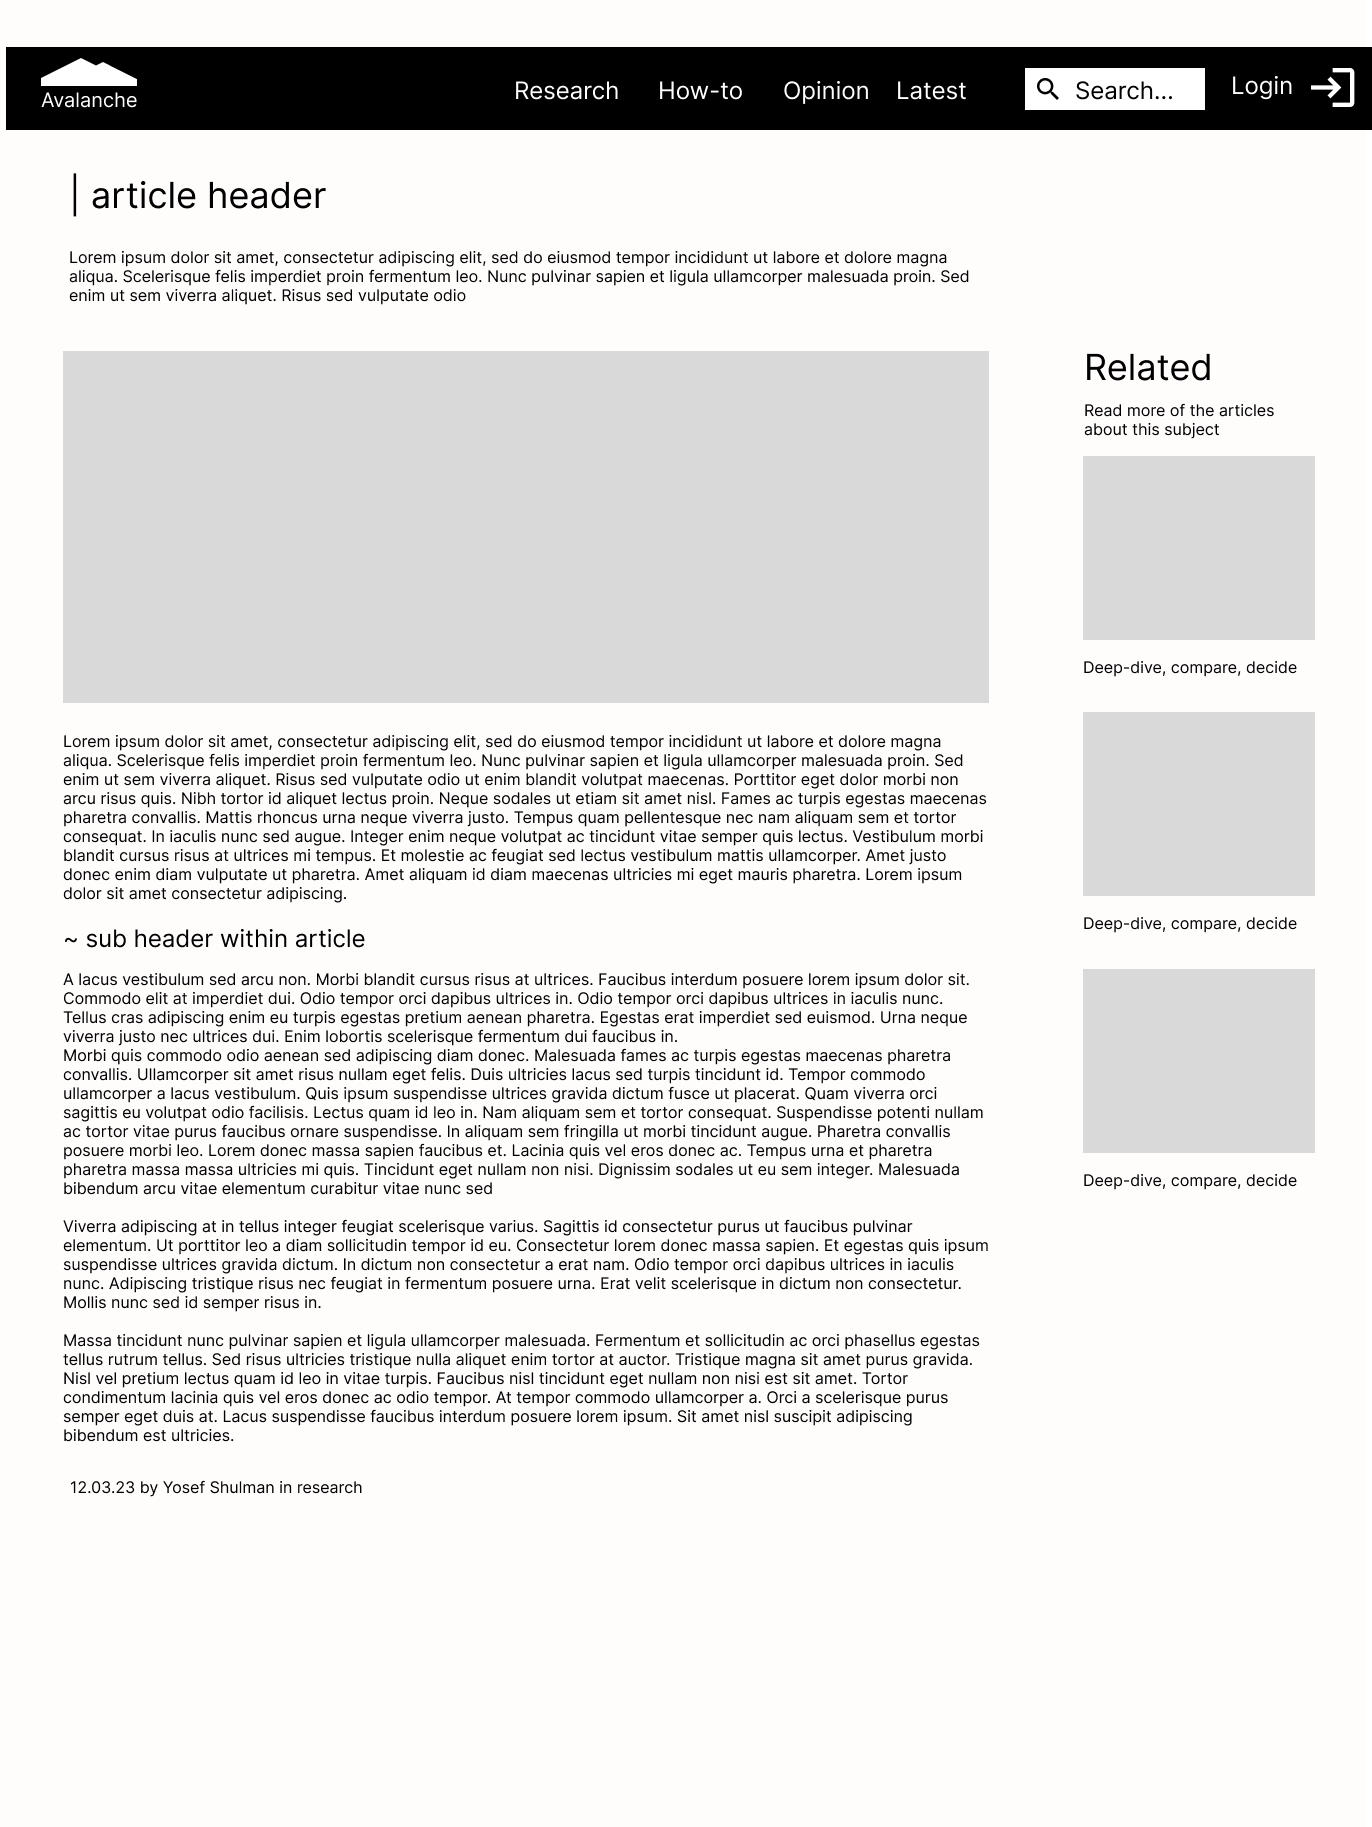 Avalanche
Research How-to Opinion Latest Search... Login
| article header
Lorem ipsum dolor sit amet, consectetur adipiscing elit, sed do eiusmod tempor incididunt ut labore et dolore magna
aliqua. Scelerisque felis imperdiet proin fermentum leo. Nunc pulvinar sapien et ligula ullamcorper malesuada proin. Sed
enim ut sem viverra aliquet. Risus sed vulputate odio
Lorem ipsum dolor sit amet, consectetur adipiscing elit, sed do eiusmod tempor incididunt ut labore et dolore magna
aliqua. Scelerisque felis imperdiet proin fermentum leo. Nunc pulvinar sapien et ligula ullamcorper malesuada proin. Sed
enim ut sem viverra aliquet. Risus sed vulputate odio ut enim blandit volutpat maecenas. Porttitor eget dolor morbi non
arcu risus quis. Nibh tortor id aliquet lectus proin. Neque sodales ut etiam sit amet nisl. Fames ac turpis egestas maecenas
pharetra convallis. Mattis rhoncus urna neque viverra justo. Tempus quam pellentesque nec nam aliquam sem et tortor
consequat. In iaculis nunc sed augue. Integer enim neque volutpat ac tincidunt vitae semper quis lectus. Vestibulum morbi
blandit cursus risus at ultrices mi tempus. Et molestie ac feugiat sed lectus vestibulum mattis ullamcorper. Amet justo
donec enim diam vulputate ut pharetra. Amet aliquam id diam maecenas ultricies mi eget mauris pharetra. Lorem ipsum
dolor sit amet consectetur adipiscing.
~ sub header within article
A lacus vestibulum sed arcu non. Morbi blandit cursus risus at ultrices. Faucibus interdum posuere lorem ipsum dolor sit.
Commodo elit at imperdiet dui. Odio tempor orci dapibus ultrices in. Odio tempor orci dapibus ultrices in iaculis nunc.
Tellus cras adipiscing enim eu turpis egestas pretium aenean pharetra. Egestas erat imperdiet sed euismod. Urna neque
viverra justo nec ultrices dui. Enim lobortis scelerisque fermentum dui faucibus in.
Morbi quis commodo odio aenean sed adipiscing diam donec. Malesuada fames ac turpis egestas maecenas pharetra
convallis. Ullamcorper sit amet risus nullam eget felis. Duis ultricies lacus sed turpis tincidunt id. Tempor commodo
ullamcorper a lacus vestibulum. Quis ipsum suspendisse ultrices gravida dictum fusce ut placerat. Quam viverra orci
sagittis eu volutpat odio facilisis. Lectus quam id leo in. Nam aliquam sem et tortor consequat. Suspendisse potenti nullam
ac tortor vitae purus faucibus ornare suspendisse. In aliquam sem fringilla ut morbi tincidunt augue. Pharetra convallis
posuere morbi leo. Lorem donec massa sapien faucibus et. Lacinia quis vel eros donec ac. Tempus urna et pharetra
pharetra massa massa ultricies mi quis. Tincidunt eget nullam non nisi. Dignissim sodales ut eu sem integer. Malesuada
bibendum arcu vitae elementum curabitur vitae nunc sed
Viverra adipiscing at in tellus integer feugiat scelerisque varius. Sagittis id consectetur purus ut faucibus pulvinar
elementum. Ut porttitor leo a diam sollicitudin tempor id eu. Consectetur lorem donec massa sapien. Et egestas quis ipsum
suspendisse ultrices gravida dictum. In dictum non consectetur a erat nam. Odio tempor orci dapibus ultrices in iaculis
nunc. Adipiscing tristique risus nec feugiat in fermentum posuere urna. Erat velit scelerisque in dictum non consectetur.
Mollis nunc sed id semper risus in.
Massa tincidunt nunc pulvinar sapien et ligula ullamcorper malesuada. Fermentum et sollicitudin ac orci phasellus egestas
tellus rutrum tellus. Sed risus ultricies tristique nulla aliquet enim tortor at auctor. Tristique magna sit amet purus gravida.
Nisl vel pretium lectus quam id leo in vitae turpis. Faucibus nisl tincidunt eget nullam non nisi est sit amet. Tortor
condimentum lacinia quis vel eros donec ac odio tempor. At tempor commodo ullamcorper a. Orci a scelerisque purus
semper eget duis at. Lacus suspendisse faucibus interdum posuere lorem ipsum. Sit amet nisl suscipit adipiscing
bibendum est ultricies.
12.03.23 by Yosef Shulman in research
Related
Read more of the articles
about this subject
Deep-dive, compare, decide
Deep-dive, compare, decide
Deep-dive, compare, decide